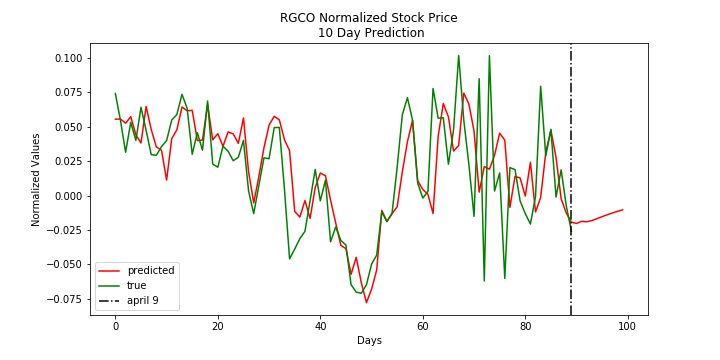 RGCO Normalized Stock Price
10 Day Prediction
Normalized Values
0.100
0.075
0.050
0.025
0.000
−0.025
−0.050
−0.075
predicted
true
april 9
0 20 40 60 80 100
Days